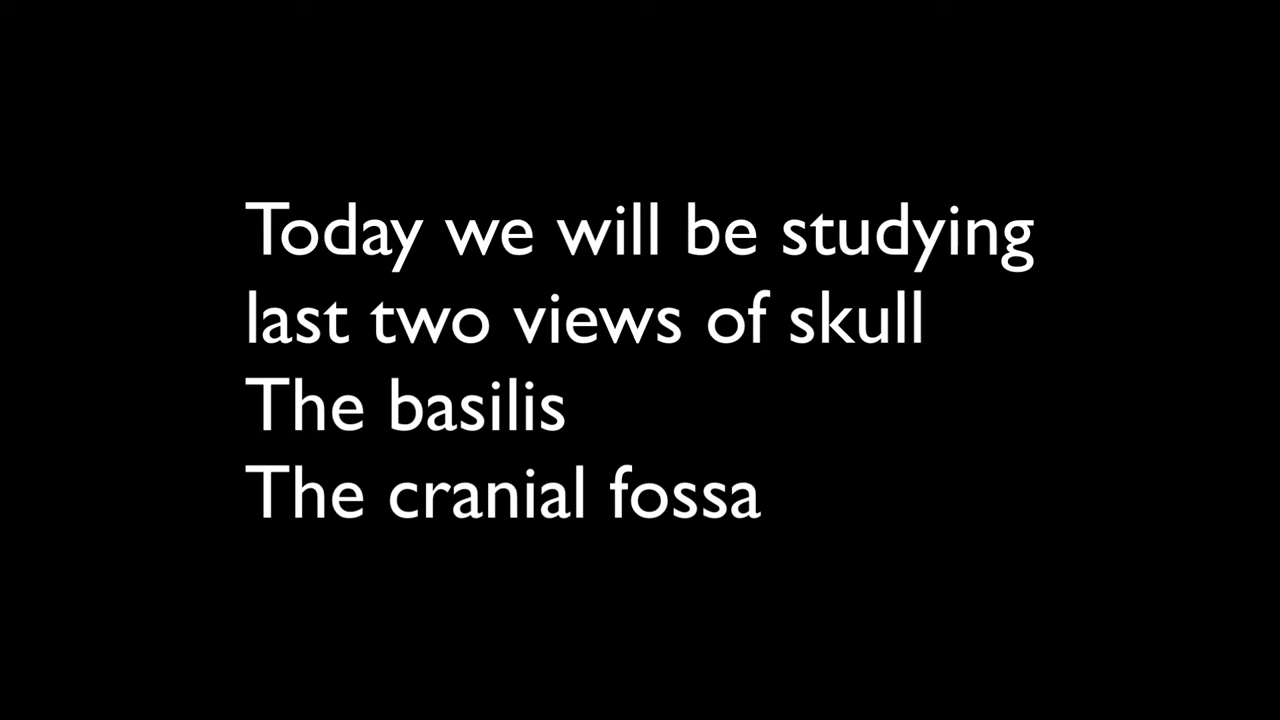 Today we will be studying
last two views of skull
The basilis
The cranial fossa